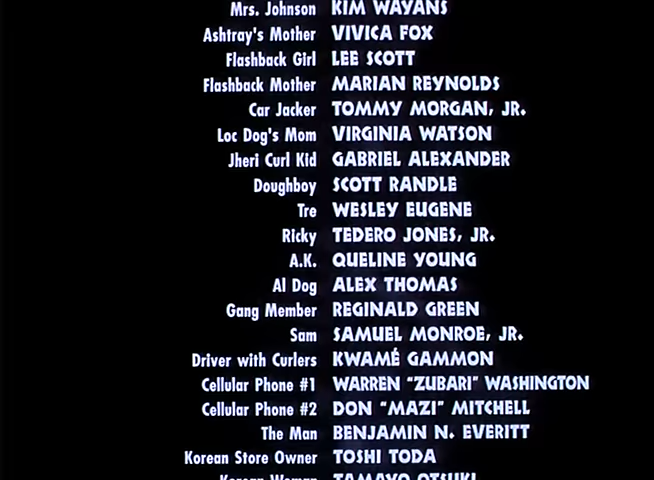 Mrs. Johnson KIM WAYANS
Ashtray's Mother VIVICA FOX
Flashback Girl LEE SCOTT
Flashback Mother MARIAN REYNOLDS
Car Jacker TOMMY MORGAN, JR.
Loc Dog's Mom VIRGINIA WATSON
Jheri Curl Kid GABRIEL ALEXANDER
Doughboy SCOTT RANDLE
Tre WESLEY EUGENE
Ricky TEDERO JONES, JR.
A.K. QUELINE YOUNG
Al Dog ALEX THOMAS
Gang Member REGINALD GREEN
Sam SAMUEL MONROE, JR.
Driver with Curlers KWAMÉ GAMMON
Cellular Phone #1 WARREN "ZUBARI" WASHINGTON
Cellular Phone #2 DON "MAZI" MITCHELL
The Man BENJAMIN N. EVERITT
Korean Store Owner TOSHI TODA
Korean Woman TAMAYO OTSUKI